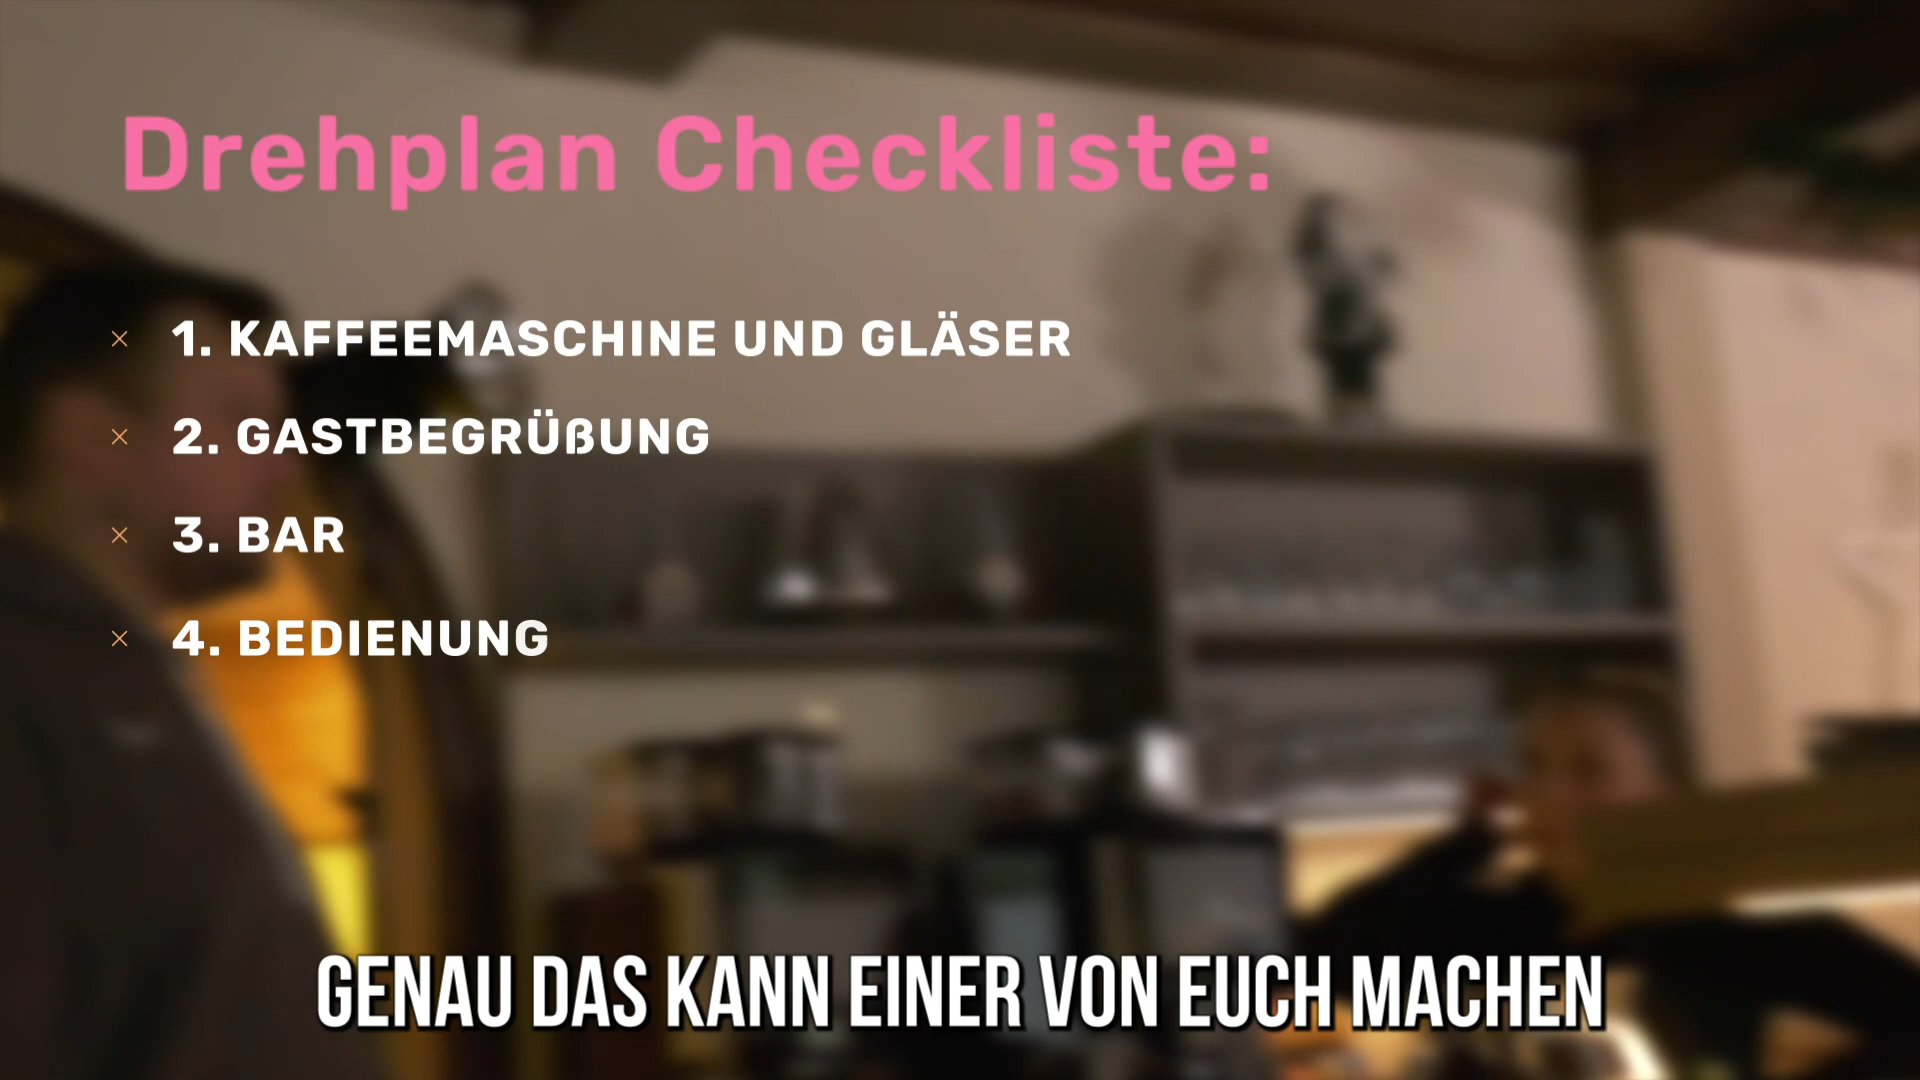 Drehplan Checkliste:
× 1. KAFFEEMASCHINE UND GLÄSER
× 2. GASTBEGRÜßUNG
× 3. BAR
× 4. BEDIENUNG
GENAU DAS KANN EINER VON EUCH MACHEN